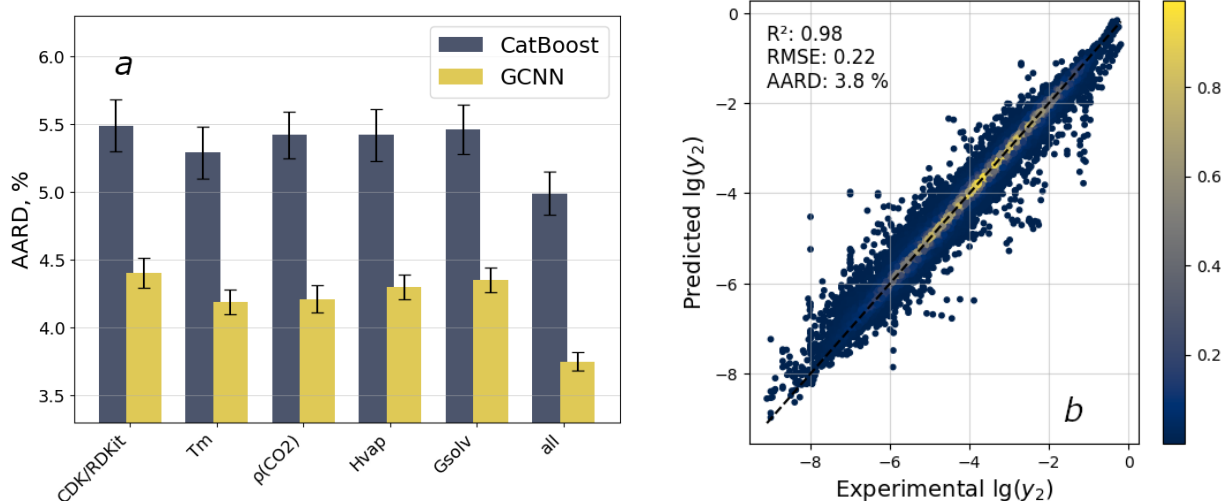 a
CatBoost
GCNN
AARD, %
6.0
5.5
5.0
4.5
4.0
3.5
CDK/RDKit
Tm
ρ(CO2)
Hvap
Gsolv
all
R²: 0.98
RMSE: 0.22
AARD: 3.8 %
b
Predicted lg(y₂)
0
−2
−4
−6
−8
−8
−6
−4
−2
0
Experimental lg(y₂)
0.8
0.6
0.4
0.2